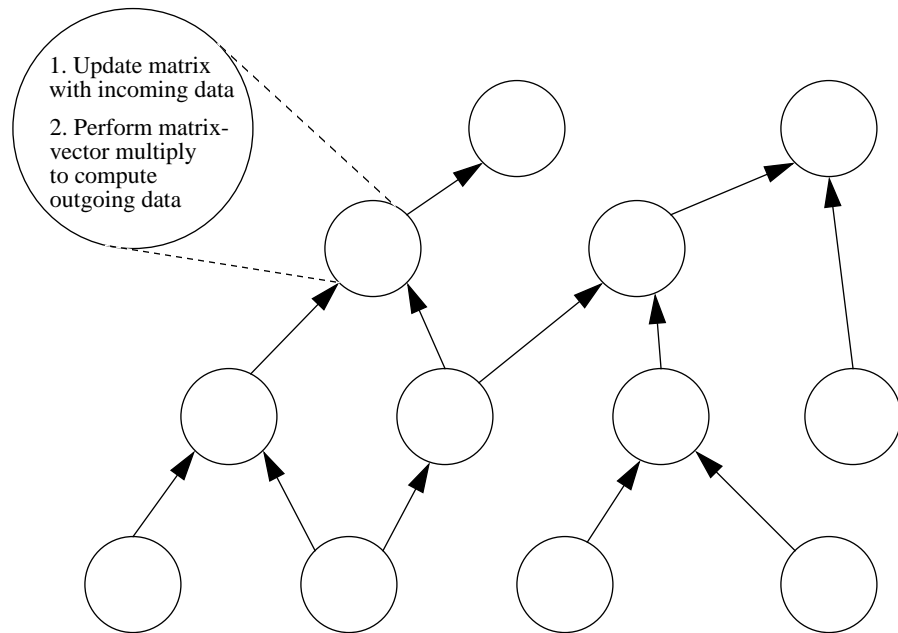 1. Update matrix
with incoming data
2. Perform matrix-
vector multiply
to compute
outgoing data